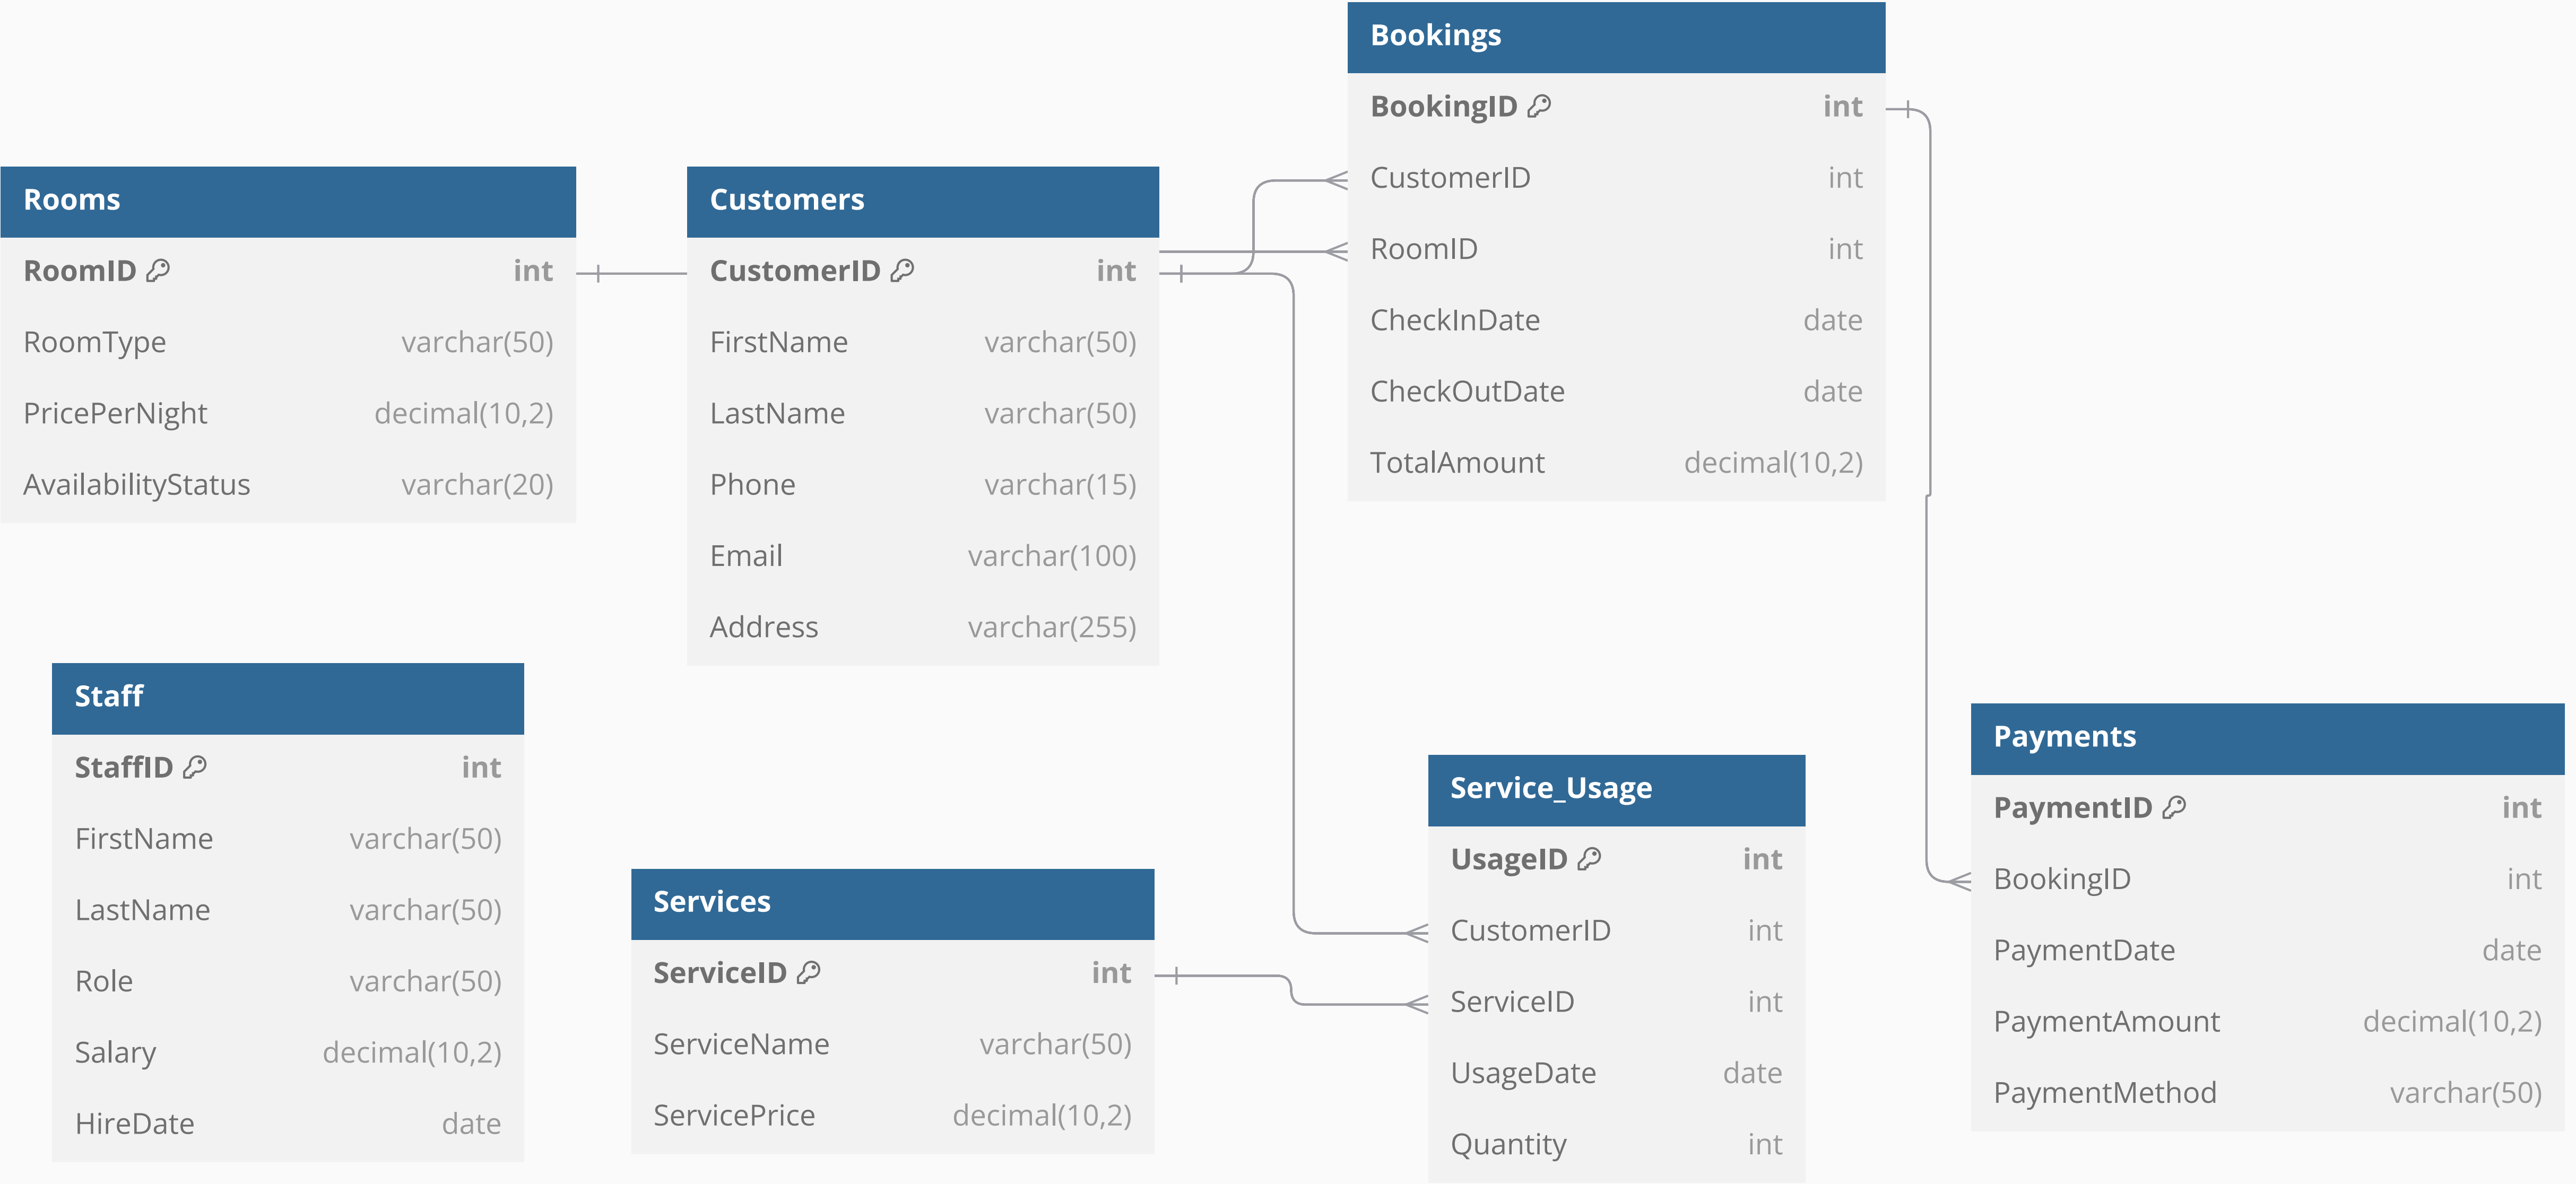 Rooms
RoomID int
RoomType varchar(50)
PricePerNight decimal(10,2)
AvailabilityStatus varchar(20)
Customers
CustomerID int
FirstName varchar(50)
LastName varchar(50)
Phone varchar(15)
Email varchar(100)
Address varchar(255)
Bookings
BookingID int
CustomerID int
RoomID int
CheckInDate date
CheckOutDate date
TotalAmount decimal(10,2)
Staff
StaffID int
FirstName varchar(50)
LastName varchar(50)
Role varchar(50)
Salary decimal(10,2)
HireDate date
Services
ServiceID int
ServiceName varchar(50)
ServicePrice decimal(10,2)
Service_Usage
UsageID int
CustomerID int
ServiceID int
UsageDate date
Quantity int
Payments
PaymentID int
BookingID int
PaymentDate date
PaymentAmount decimal(10,2)
PaymentMethod varchar(50)